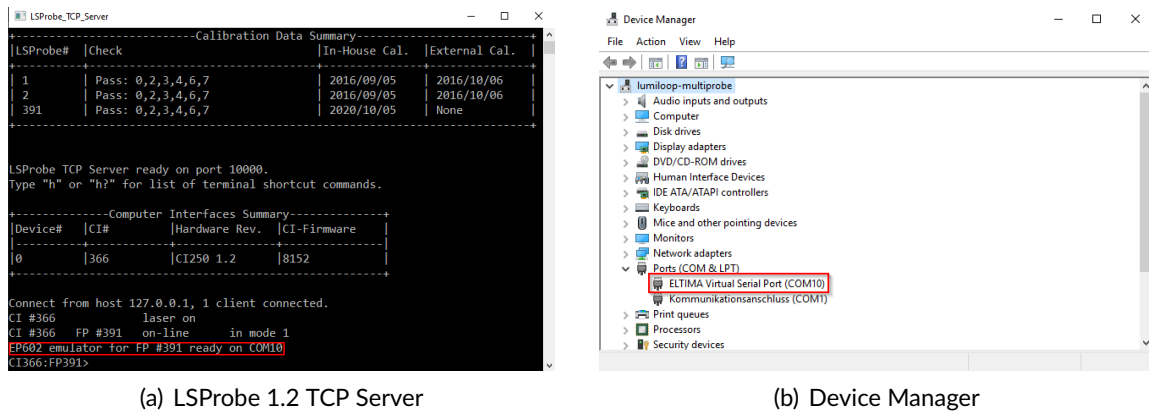 LSProbe_TCP_Server
+--------------------------Calibration Data Summary-------------------------+
|LSProbe# |Check |In-House Cal. |External Cal. |
| 1 | Pass: 0,2,3,4,6,7 | 2016/09/05 | 2016/10/06 |
| 2 | Pass: 0,2,3,4,6,7 | 2016/09/05 | 2016/10/06 |
| 391 | Pass: 0,2,3,4,6,7 | 2020/10/05 | None |
LSProbe TCP Server ready on port 10000.
Type "h" or "h?" for list of terminal shortcut commands.
+--------------Computer Interfaces Summary--------------+
|Device# |CI# |Hardware Rev. |CI-Firmware |
|0 |366 |CI250 1.2 |8152 |
Connect from host 127.0.0.1, 1 client connected.
CI #366 laser on
CI #366 FP #391 on-line in mode 1
EP602 emulator for FP #391 ready on COM10
CI366:FP391>
(a) LSProbe 1.2 TCP Server
Device Manager
File Action View Help
lumiloop-multiprobe
Audio inputs and outputs
Computer
Disk drives
Display adapters
DVD/CD-ROM drives
Human Interface Devices
IDE ATA/ATAPI controllers
Keyboards
Mice and other pointing devices
Monitors
Network adapters
Ports (COM & LPT)
ELTIMA Virtual Serial Port (COM10)
Kommunikationsanschluss (COM1)
Print queues
Processors
Security devices
(b) Device Manager